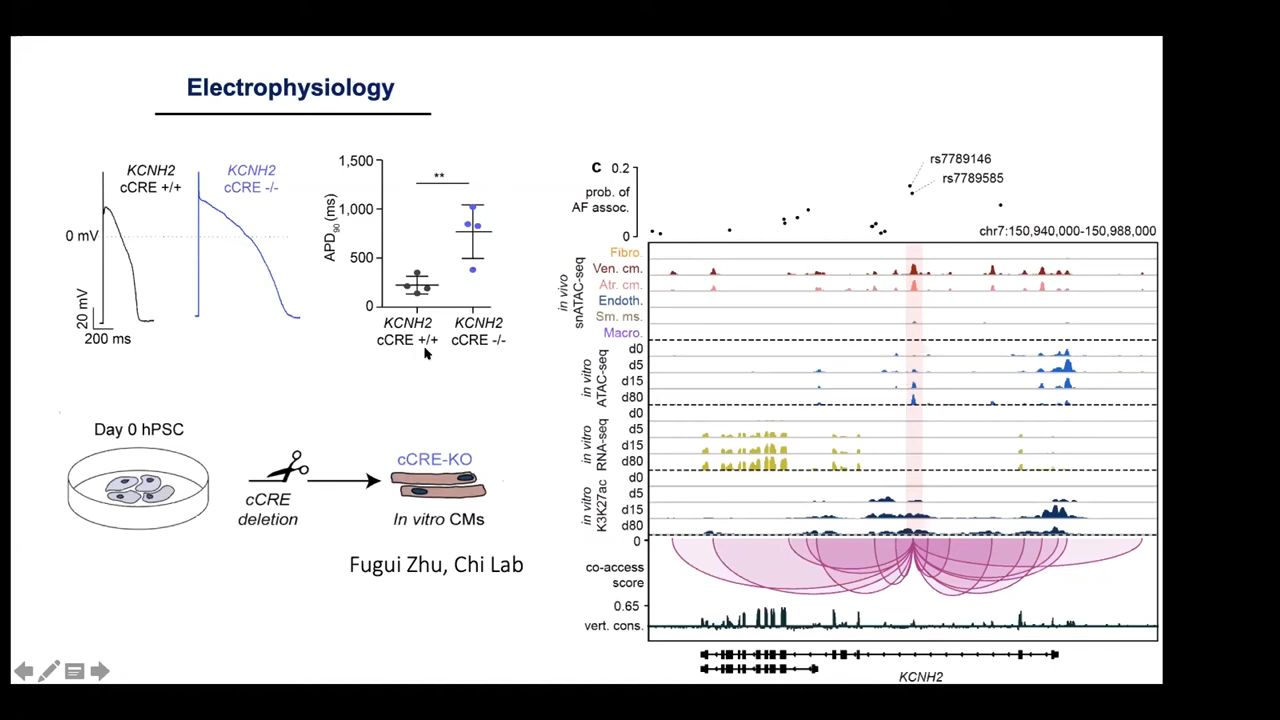 Electrophysiology
KCNH2
cCRE +/+
KCNH2
cCRE -/-
0 mV
20 mV
200 ms
1,500
1,000
500
0
APD90 (ms)
**
KCNH2
cCRE +/+
KCNH2
cCRE -/-
Day 0 hPSC
cCRE
deletion
cCRE-KO
In vitro CMs
Fugui Zhu, Chi Lab
c
0.2
prob. of
AF assoc.
0
rs7789146
rs7789585
chr7:150,940,000-150,988,000
in vivo
snATAC-seq
Fibro.
Ven. cm.
Atr. cm.
Endoth.
Sm. ms.
Macro.
in vitro
ATAC-seq
d0
d5
d15
d80
in vitro
RNA-seq
d0
d5
d15
d80
in vitro
K3K27ac
d0
d5
d15
d80
0
co-access
score
0.65
vert. cons.
KCNH2